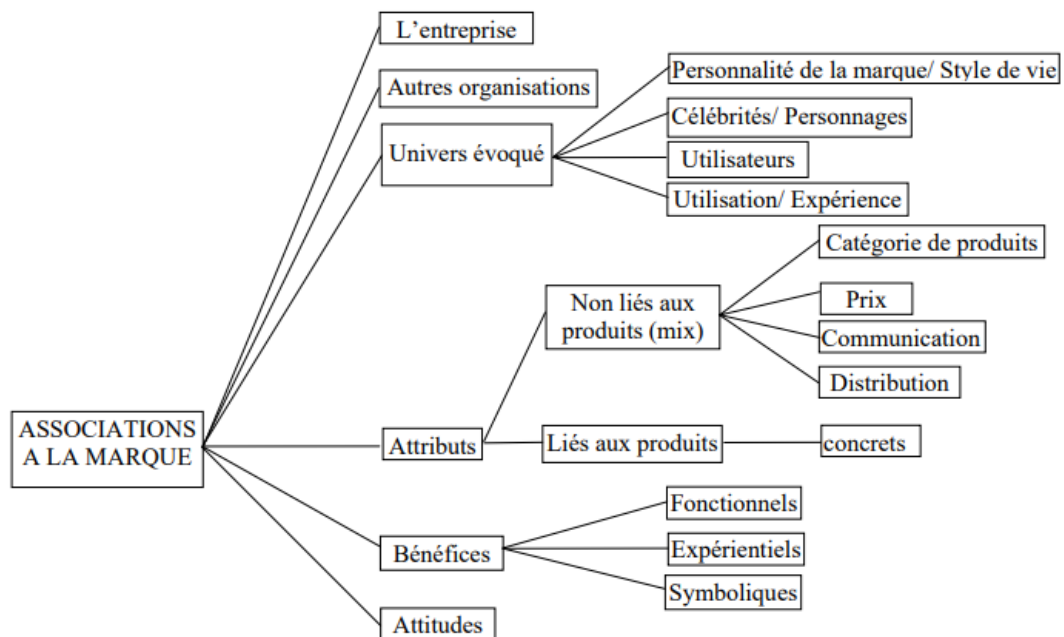 L'entreprise
Autres organisations
Univers évoqué
Personnalité de la marque/ Style de vie
Célébrités/ Personnages
Utilisateurs
Utilisation/ Expérience
Catégorie de produits
Non liés aux
produits (mix)
Prix
Communication
Distribution
ASSOCIATIONS
A LA MARQUE
Attributs
Liés aux produits
concrets
Bénéfices
Fonctionnels
Expérientiels
Symboliques
Attitudes